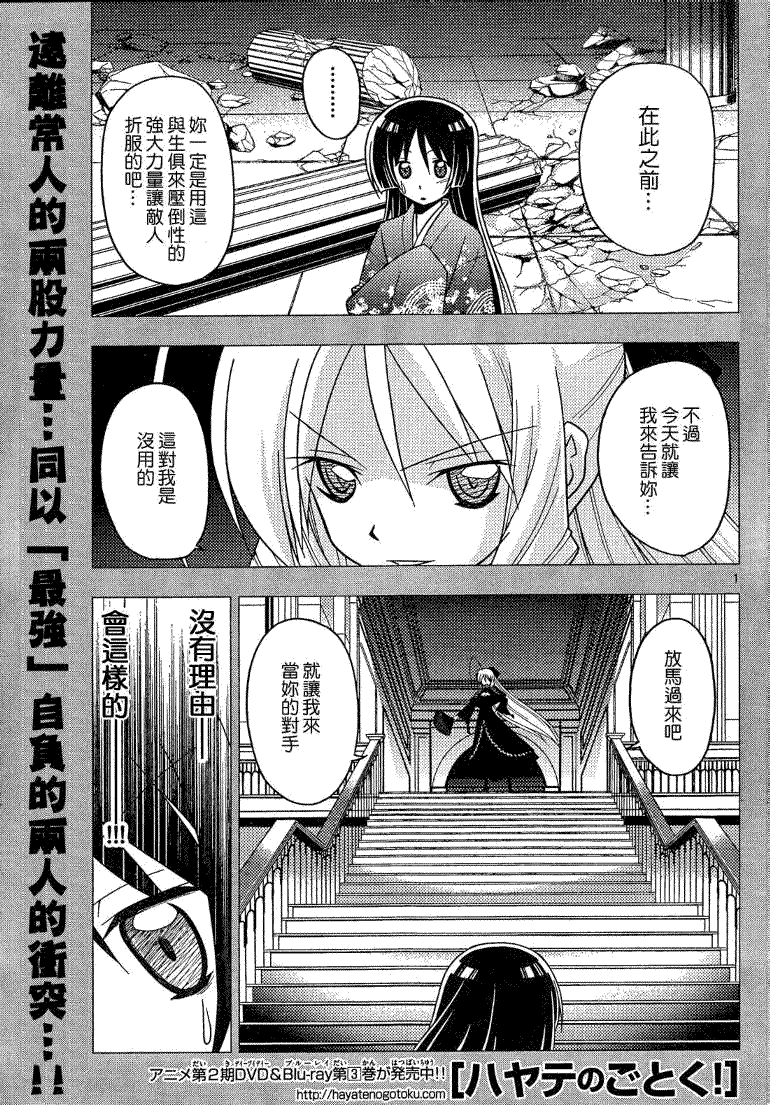 遠離常人的兩股力量…同以「最強」自負的兩人的衝突…!!
在此之前…
………
妳一定是用這
與生俱來壓倒性的
強大力量讓敵人
折服的吧…
不過
今天就讓
我來告訴妳…
這對我是
沒用的
1
放馬過來吧
就讓我來
當妳的對手
沒有理由
會這樣的
——!!!
アニメ第2期DVD&Blu-ray第3巻が発売中!!
http://hayatenogotoku.com/
[ハヤテのごとく!]